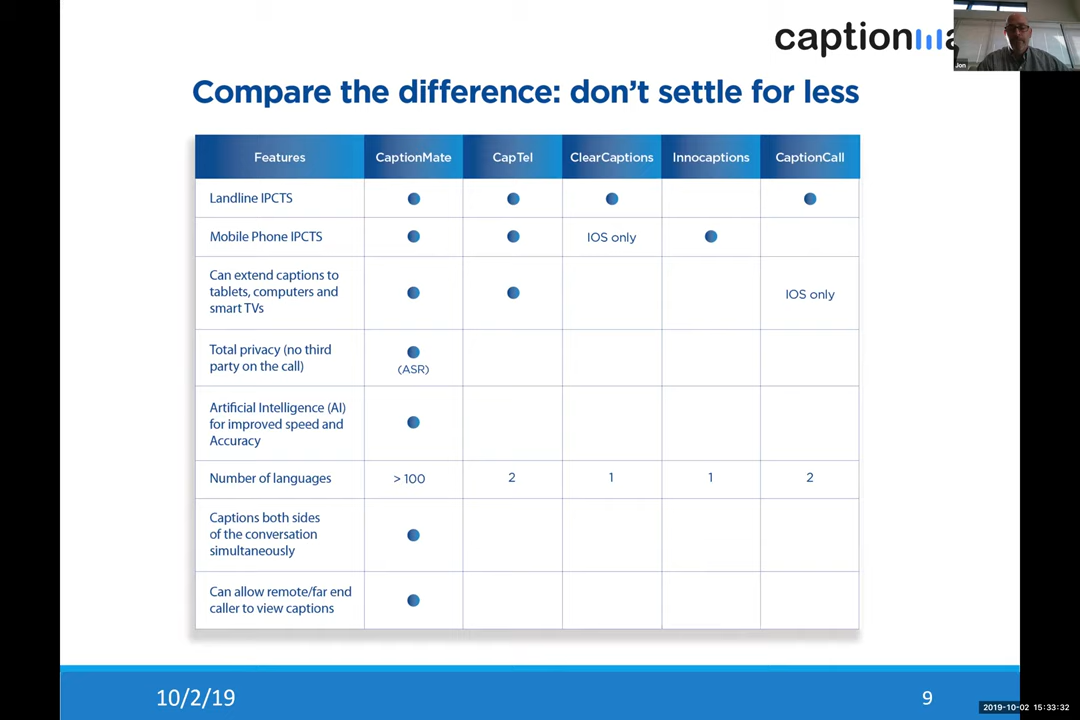 captionma
Jon
Compare the difference: don't settle for less
Features CaptionMate CapTel ClearCaptions Innocaptions CaptionCall
Landline IPCTS
Mobile Phone IPCTS IOS only
Can extend captions to
tablets, computers and
smart TVs
IOS only
Total privacy (no third
party on the call)
(ASR)
Artificial Intelligence (AI)
for improved speed and
Accuracy
Number of languages > 100 2 1 1 2
Captions both sides
of the conversation
simultaneously
Can allow remote/far end
caller to view captions
10/2/19 9
2019-10-02 15:33:32